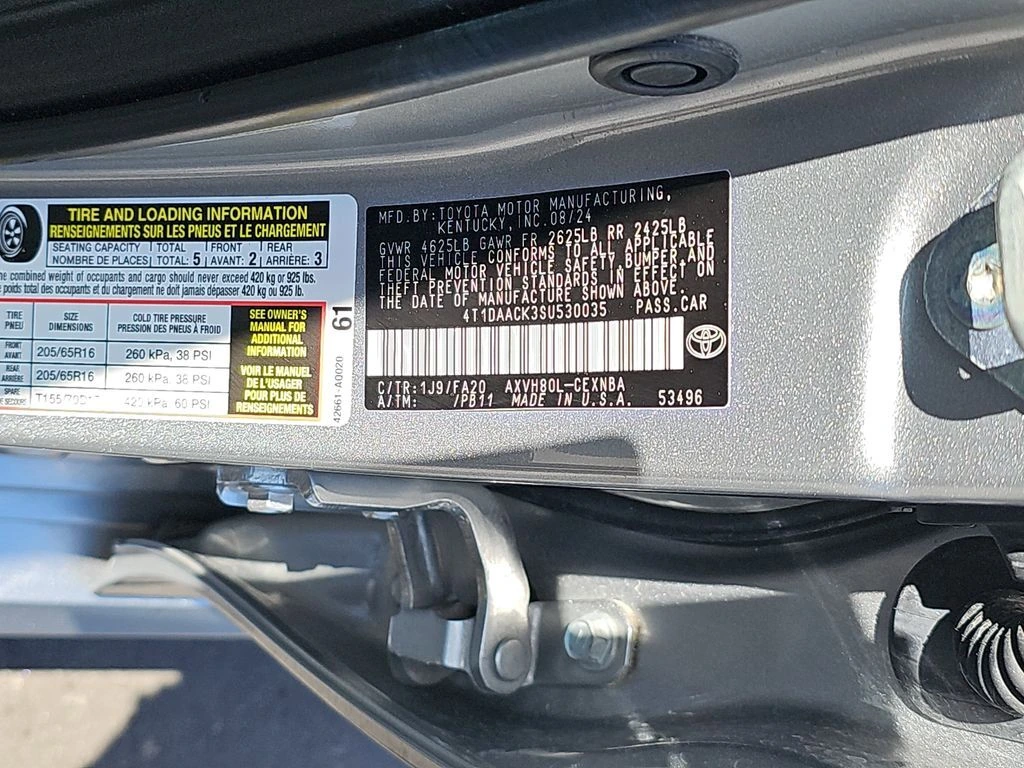 TIRE AND LOADING INFORMATION
RENSEIGNEMENTS SUR LES PNEUS ET LE CHARGEMENT
SEATING CAPACITY TOTAL FRONT REAR
NOMBRE DE PLACES TOTAL: 5 AVANT: 2 ARRIÈRE: 3
combined weight of occupants and cargo should never exceed 420 kg or 925 lbs.
poids total des occupants et du chargement ne doit jamais dépasser 420 kg ou 925 lb.
TIRE SIZE COLD TIRE PRESSURE
PNEU DIMENSIONS PRESSION DES PNEUS À FROID
FRONT
AVANT 205/65R16 260 kPa, 38 PSI
REAR
ARRIÈRE 205/65R16 260 kPa, 38 PSI
SPARE
DE SECOURS 420 kPa, 60 PSI
SEE OWNER'S
MANUAL FOR
ADDITIONAL
INFORMATION
VOIR LE MANUEL
DE L'USAGER
POUR PLUS DE
RENSEIGNEMENTS
61
42661-A0020
MFD.BY:TOYOTA MOTOR MANUFACTURING,
KENTUCKY, INC.08/24
GVWR 4625LB GAWR FR 2625LB RR 2425LB
THIS VEHICLE CONFORMS TO ALL APPLICABLE
FEDERAL MOTOR VEHICLE SAFETY,BUMPER,AND
THEFT PREVENTION STANDARDS IN EFFECT ON
THE DATE OF MANUFACTURE SHOWN ABOVE.
4T1DAACK3SU530035 PASS.CAR
C/TR:1J9/FA20 AXVH80L-CEXNBA
A/TM: /PB11 MADE IN U.S.A. 53496